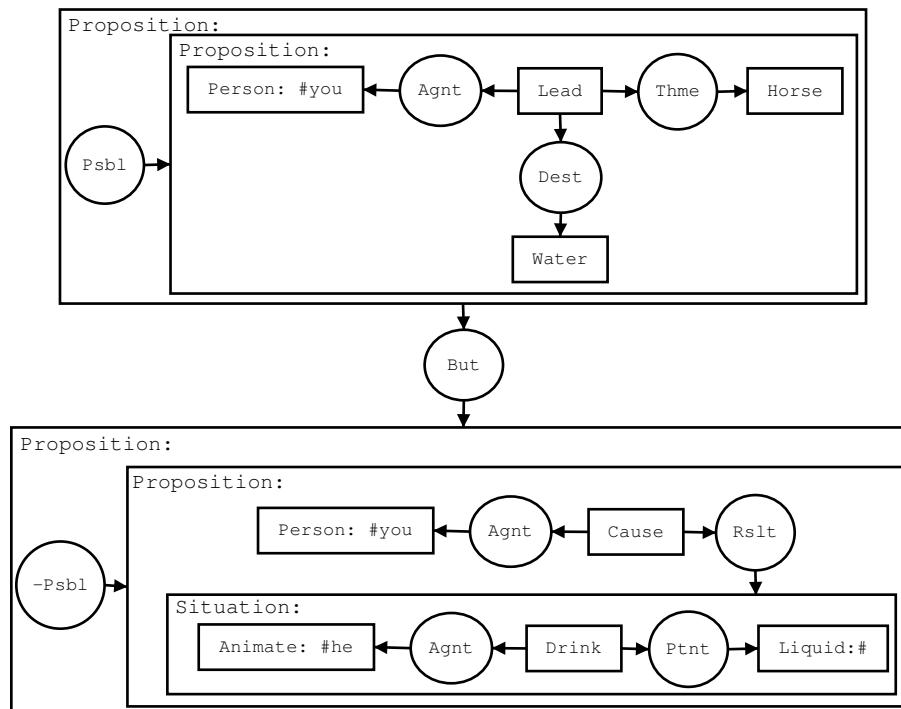 Proposition:
Proposition:
Person: #you
Agnt
Lead
Thme
Horse
Psbl
Dest
Water
But
Proposition:
Proposition:
Person: #you
Agnt
Cause
Rslt
¬Psbl
Situation:
Animate: #he
Agnt
Drink
Ptnt
Liquid:#